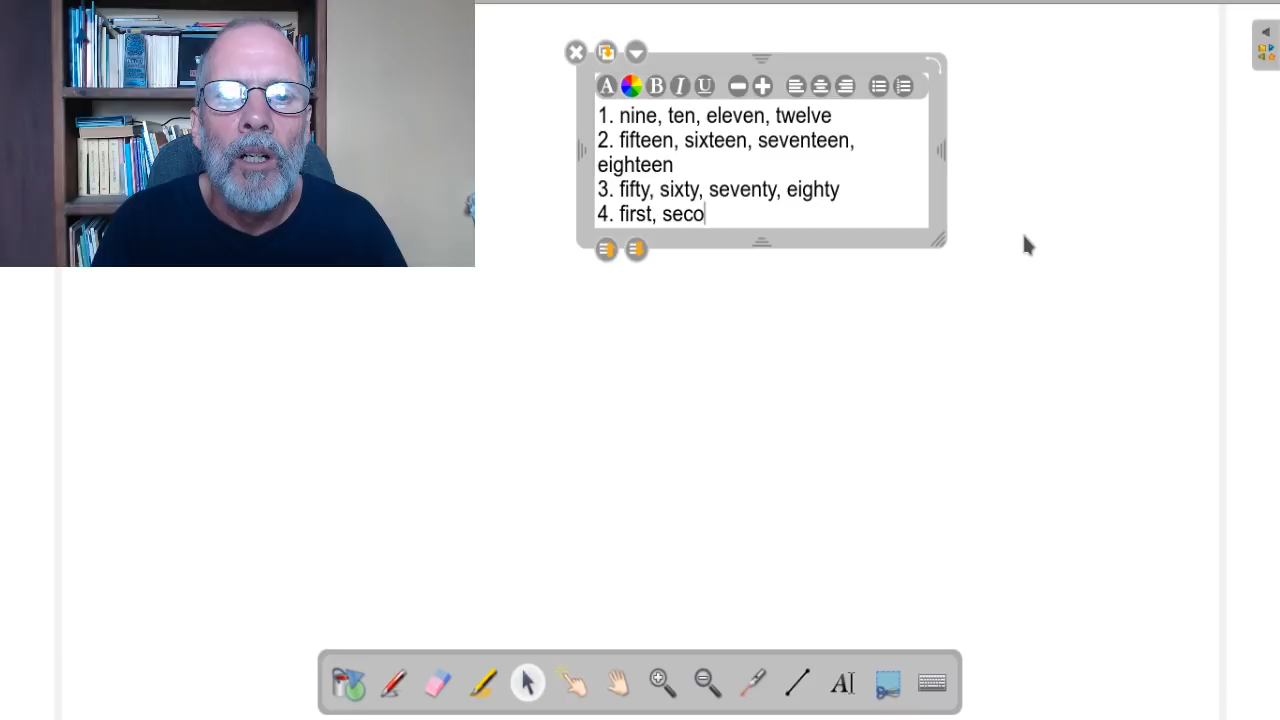 1. nine, ten, eleven, twelve
2. fifteen, sixteen, seventeen,
eighteen
3. fifty, sixty, seventy, eighty
4. first, seco